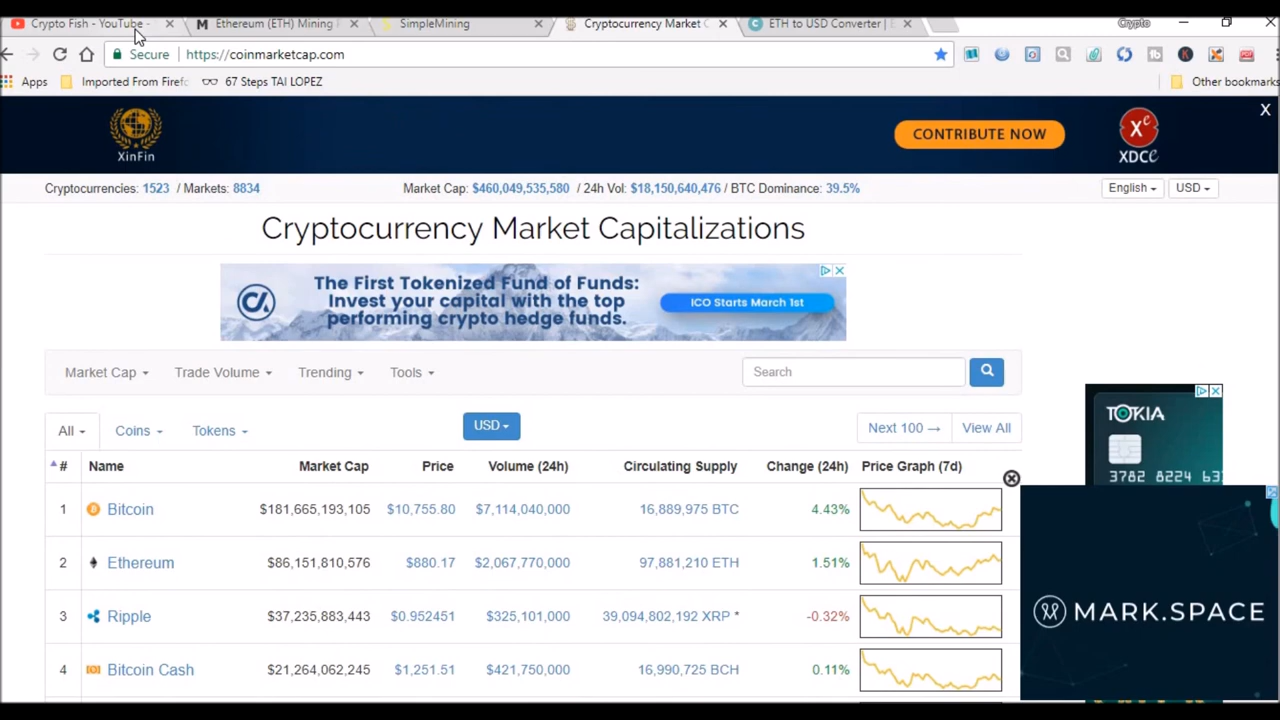 Crypto Fish - YouTube -
Ethereum (ETH) Mining P
SimpleMining
Cryptocurrency Market C
ETH to USD Converter | E
Crypto
Secure
https://coinmarketcap.com
Apps
Imported From Firef
67 Steps TAI LOPEZ
Other bookmarks
XinFin
CONTRIBUTE NOW
X
XDCE
Cryptocurrencies: 1523 / Markets: 8834
Market Cap: $460,049,535,580 / 24h Vol: $18,150,640,476 / BTC Dominance: 39.5%
English
USD
Cryptocurrency Market Capitalizations
The First Tokenized Fund of Funds:
Invest your capital with the top
performing crypto hedge funds.
ICO Starts March 1st
Market Cap
Trade Volume
Trending
Tools
Search
TOKIA
3782 8224 63
All
Coins
Tokens
USD
Next 100 →
View All
# Name Market Cap Price Volume (24h) Circulating Supply Change (24h) Price Graph (7d)
1 Bitcoin $181,665,193,105 $10,755.80 $7,114,040,000 16,889,975 BTC 4.43%
2 Ethereum $86,151,810,576 $880.17 $2,067,770,000 97,881,210 ETH 1.51%
3 Ripple $37,235,883,443 $0.952451 $325,101,000 39,094,802,192 XRP * -0.32%
4 Bitcoin Cash $21,264,062,245 $1,251.51 $421,750,000 16,990,725 BCH 0.11%
MARK.SPACE